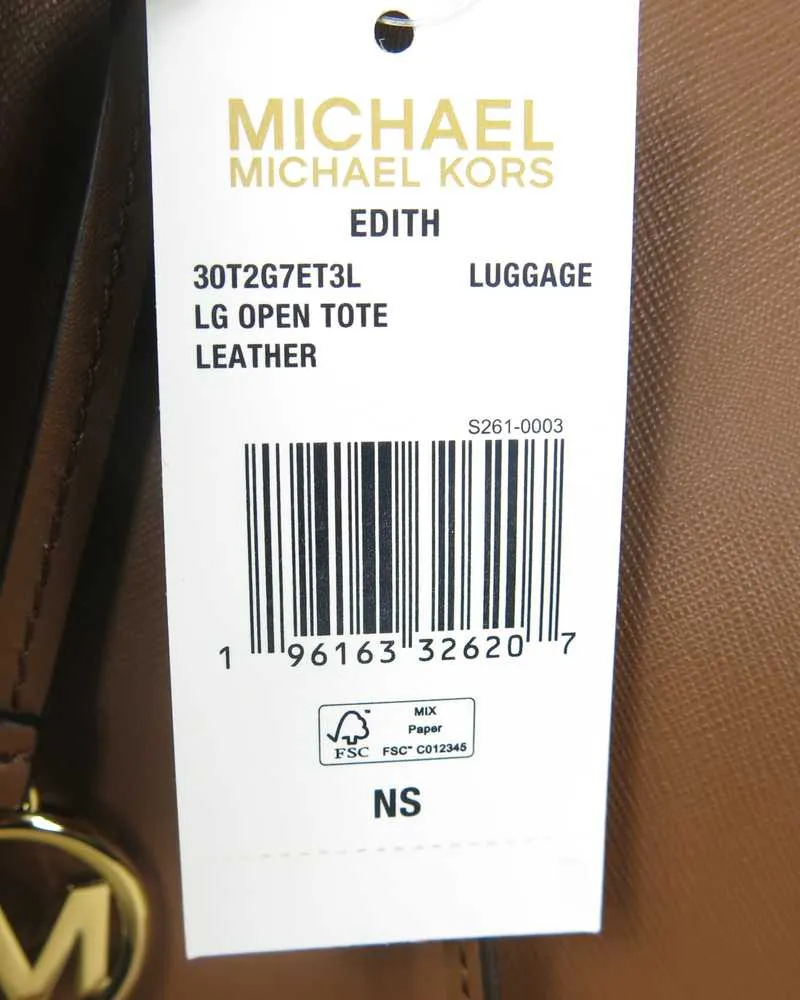 MICHAEL
MICHAEL KORS
EDITH
30T2G7ET3L LUGGAGE
LG OPEN TOTE
LEATHER
S261-0003
1 96163 32620 7
FSC™ MIX
Paper
FSC™ C012345
NS
M